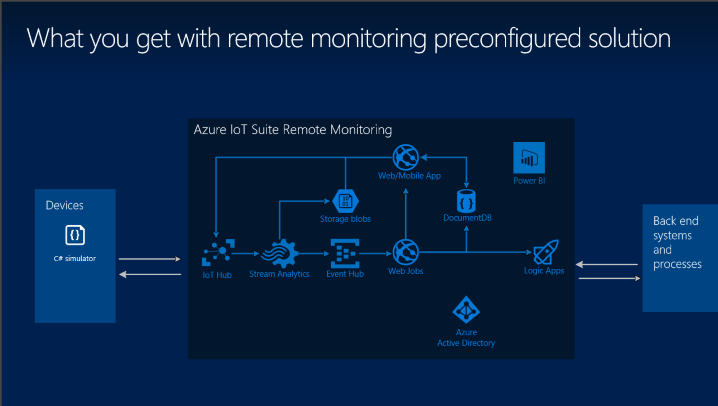 What you get with remote monitoring preconfigured solution
Azure IoT Suite Remote Monitoring
Web/Mobile App
Power BI
Devices
C# simulator
Storage blobs
DocumentDB
Back end
systems
and
processes
IoT Hub
Stream Analytics
Event Hub
Web Jobs
Logic Apps
Azure
Active Directory